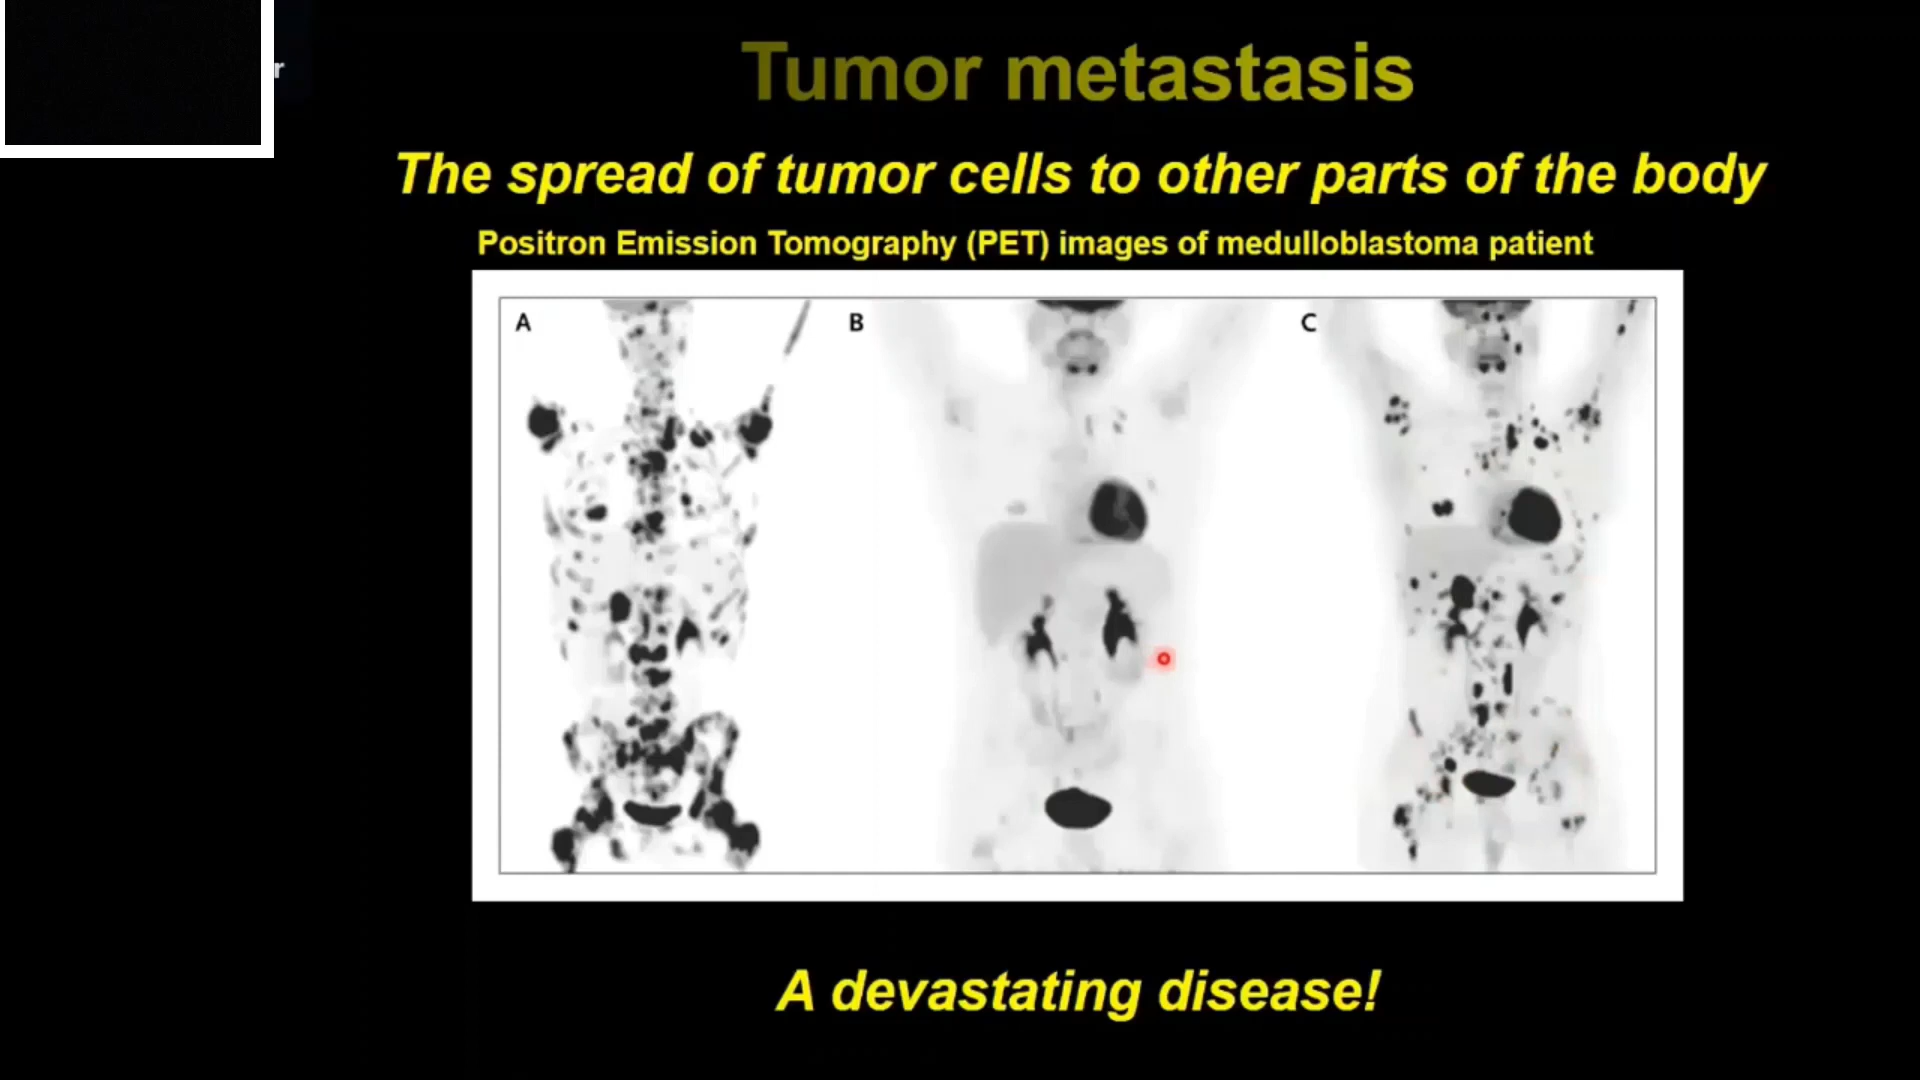 r
Tumor metastasis
The spread of tumor cells to other parts of the body
Positron Emission Tomography (PET) images of medulloblastoma patient
A B C
A devastating disease!